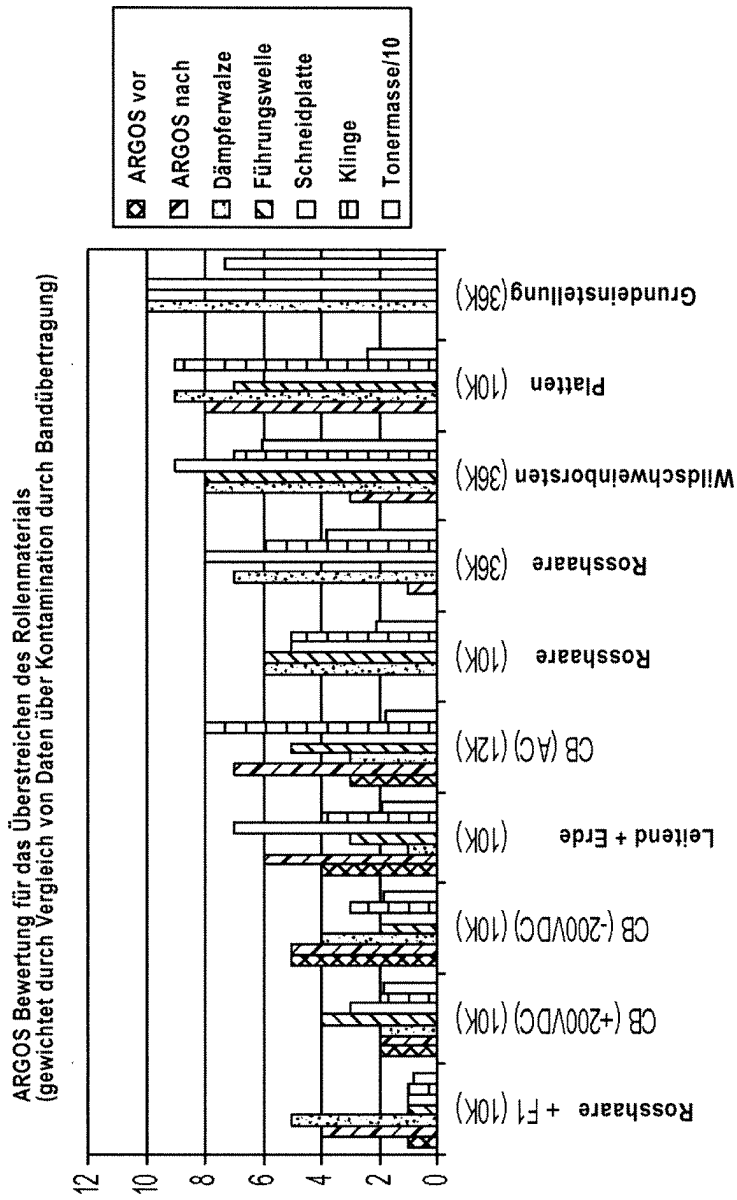 ARGOS Bewertung für das Überstreichen des Rollenmaterials
(gewichtet durch Vergleich von Daten über Kontamination durch Bandübertragung)
12
10
8
6
4
2
0
Rosshaare + F1 (10K)
CB (+200VDC) (10K)
CB (-200VDC) (10K)
Leitend + Erde (10K)
CB (AC) (12K)
Rosshaare (10K)
Rosshaare (36K)
Wildschweinborsten (36K)
Platten (10K)
Grundeinstellung (36K)
ARGOS vor
ARGOS nach
Dämpferwalze
Führungswelle
Schneidplatte
Klinge
Tonermasse/10